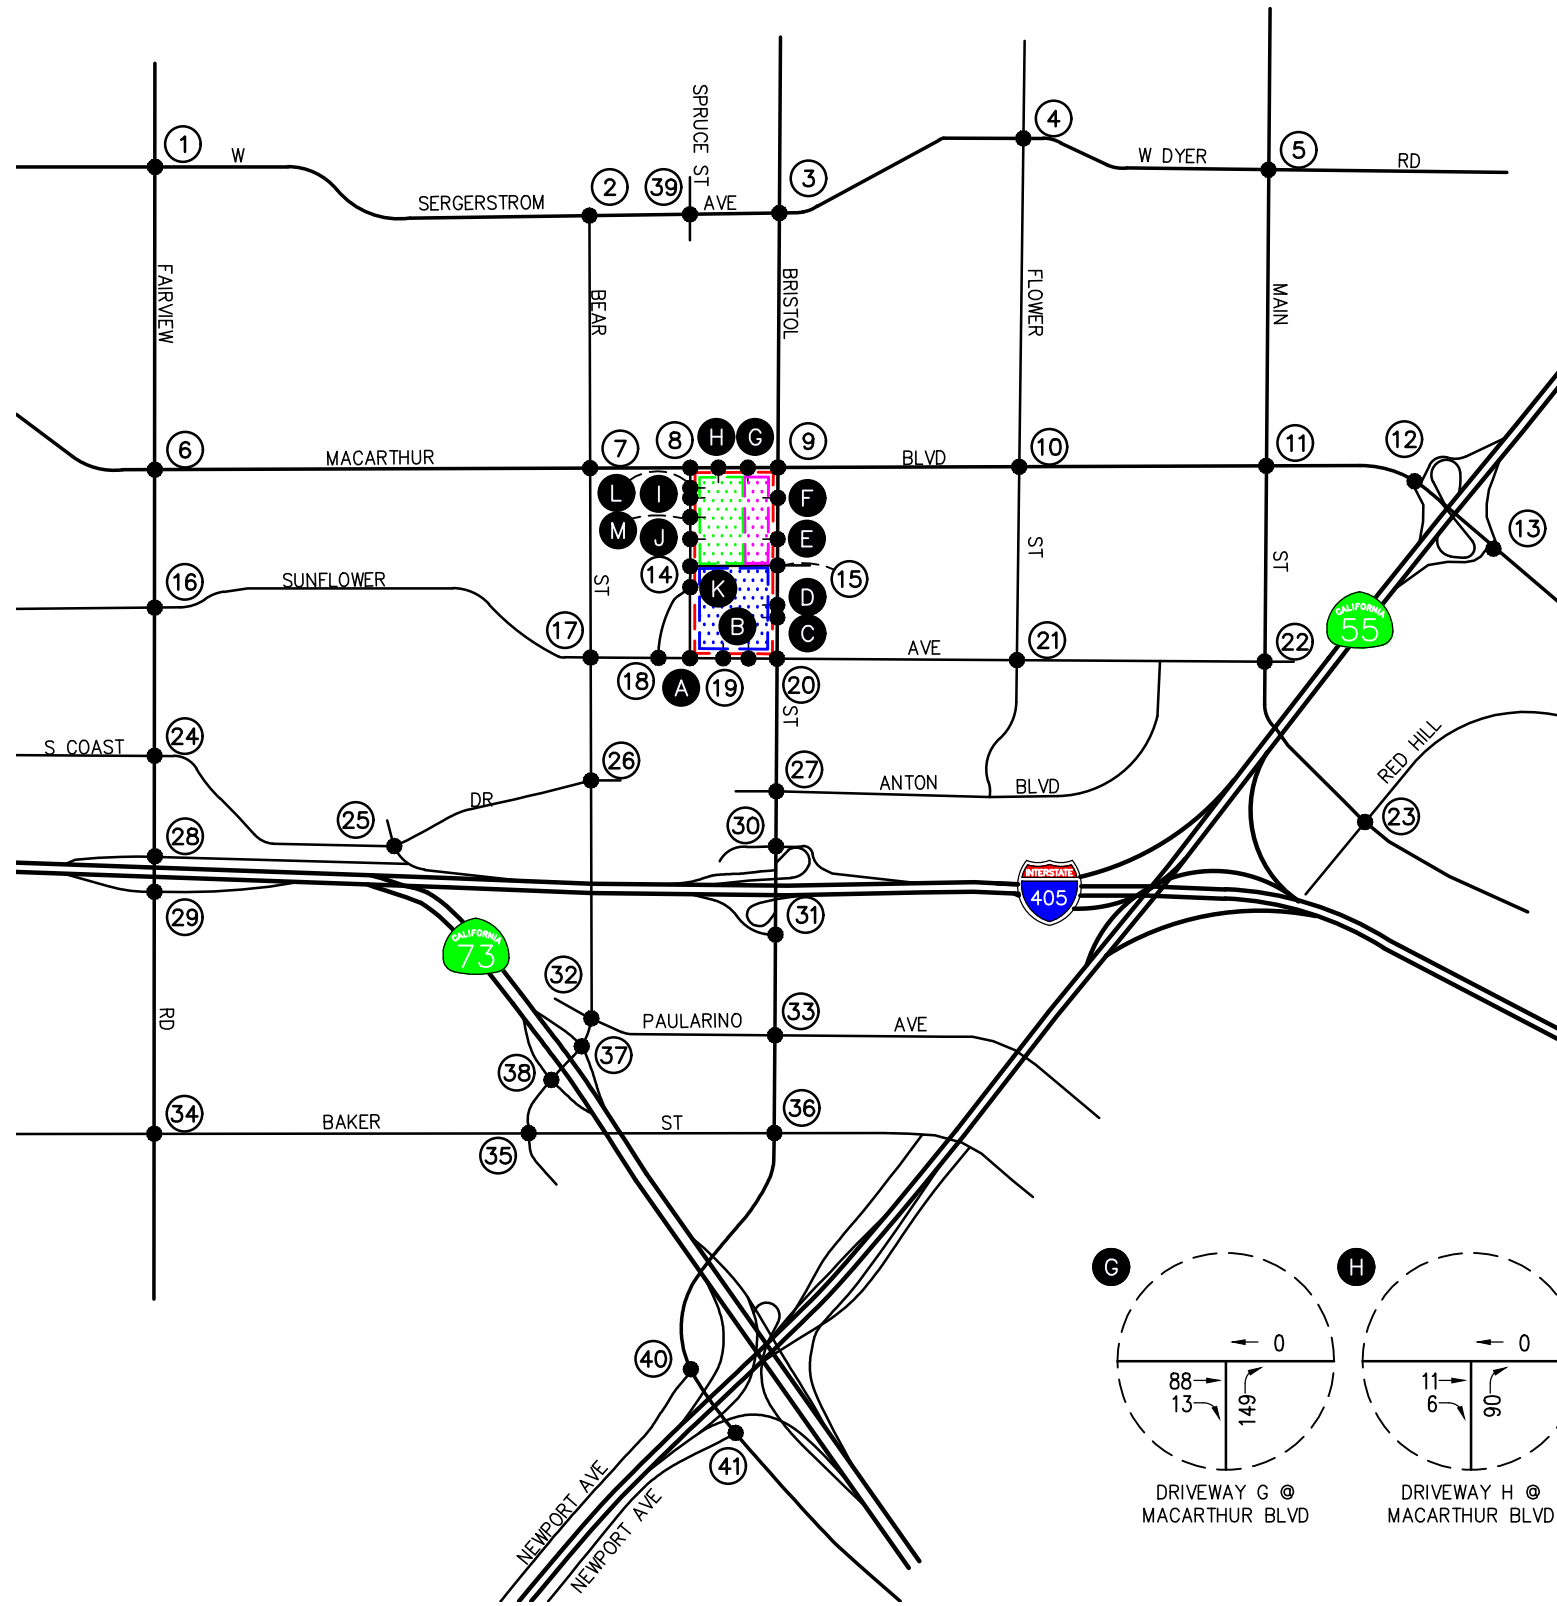 SPRUCE ST
1
W
2
39
3
4
5
SERGERSTROM
AVE
W DYER
RD
FAIRVIEW
BEAR
BRISTOL
FLOWER
MAIN
6
MACARTHUR
7
8
H
G
9
BLVD
10
11
12
L
I
F
M
J
E
13
ST
ST
16
SUNFLOWER
ST
14
K
15
D
B
C
CALIFORNIA
55
17
18
A
19
20
AVE
21
22
ST
24
S COAST
26
27
ANTON
BLVD
RED HILL
DR
25
28
30
23
29
31
INTERSTATE
405
CALIFORNIA
73
32
RD
PAULARINO
33
AVE
37
38
34
BAKER
35
ST
36
40
41
NEWPORT AVE
NEWPORT AVE
G
0
88
13
149
DRIVEWAY G @
MACARTHUR BLVD
H
0
11
6
90
DRIVEWAY H @
MACARTHUR BLVD